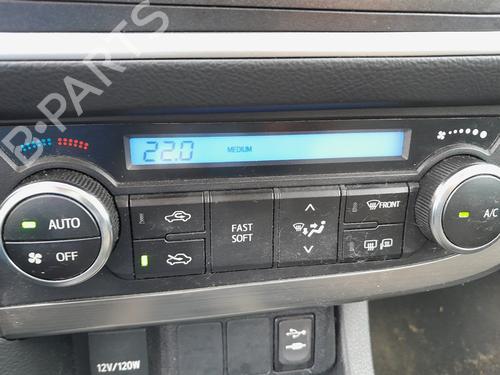 B-PARTS
22.0
MEDIUM
AUTO
OFF
FAST
SOFT
FRONT
A/C
12V/120W